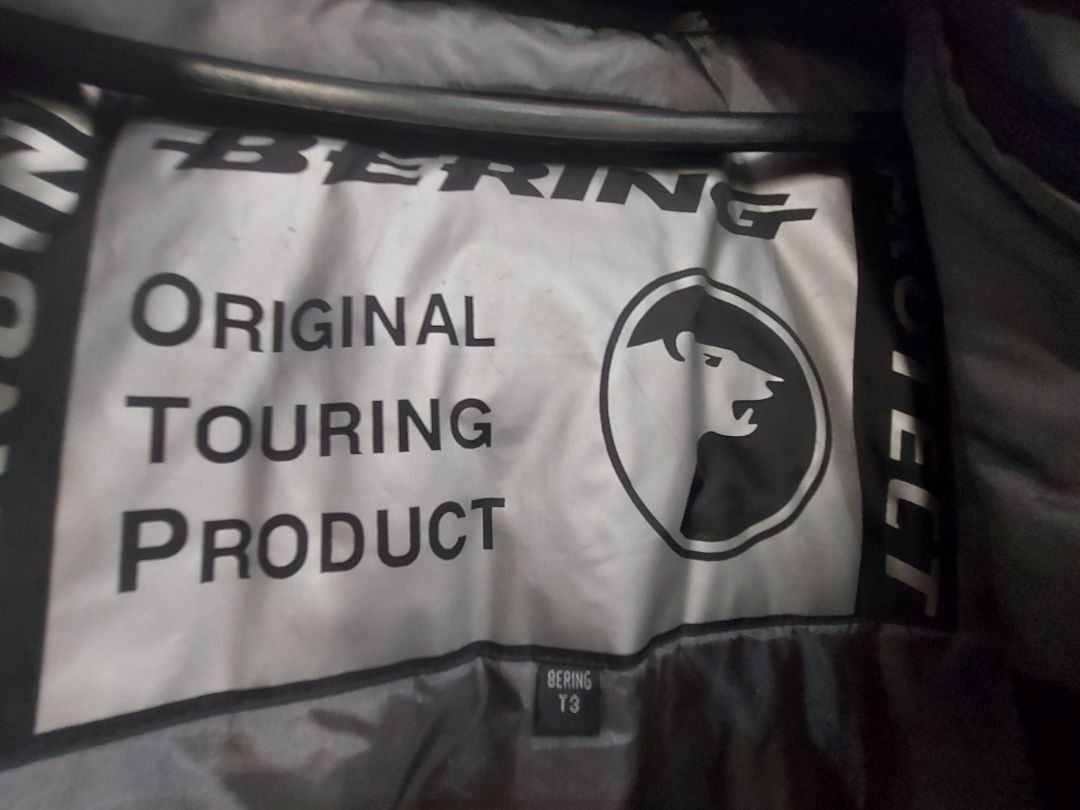 BERING
ORIGINAL
TOURING
PRODUCT
BERING
T3